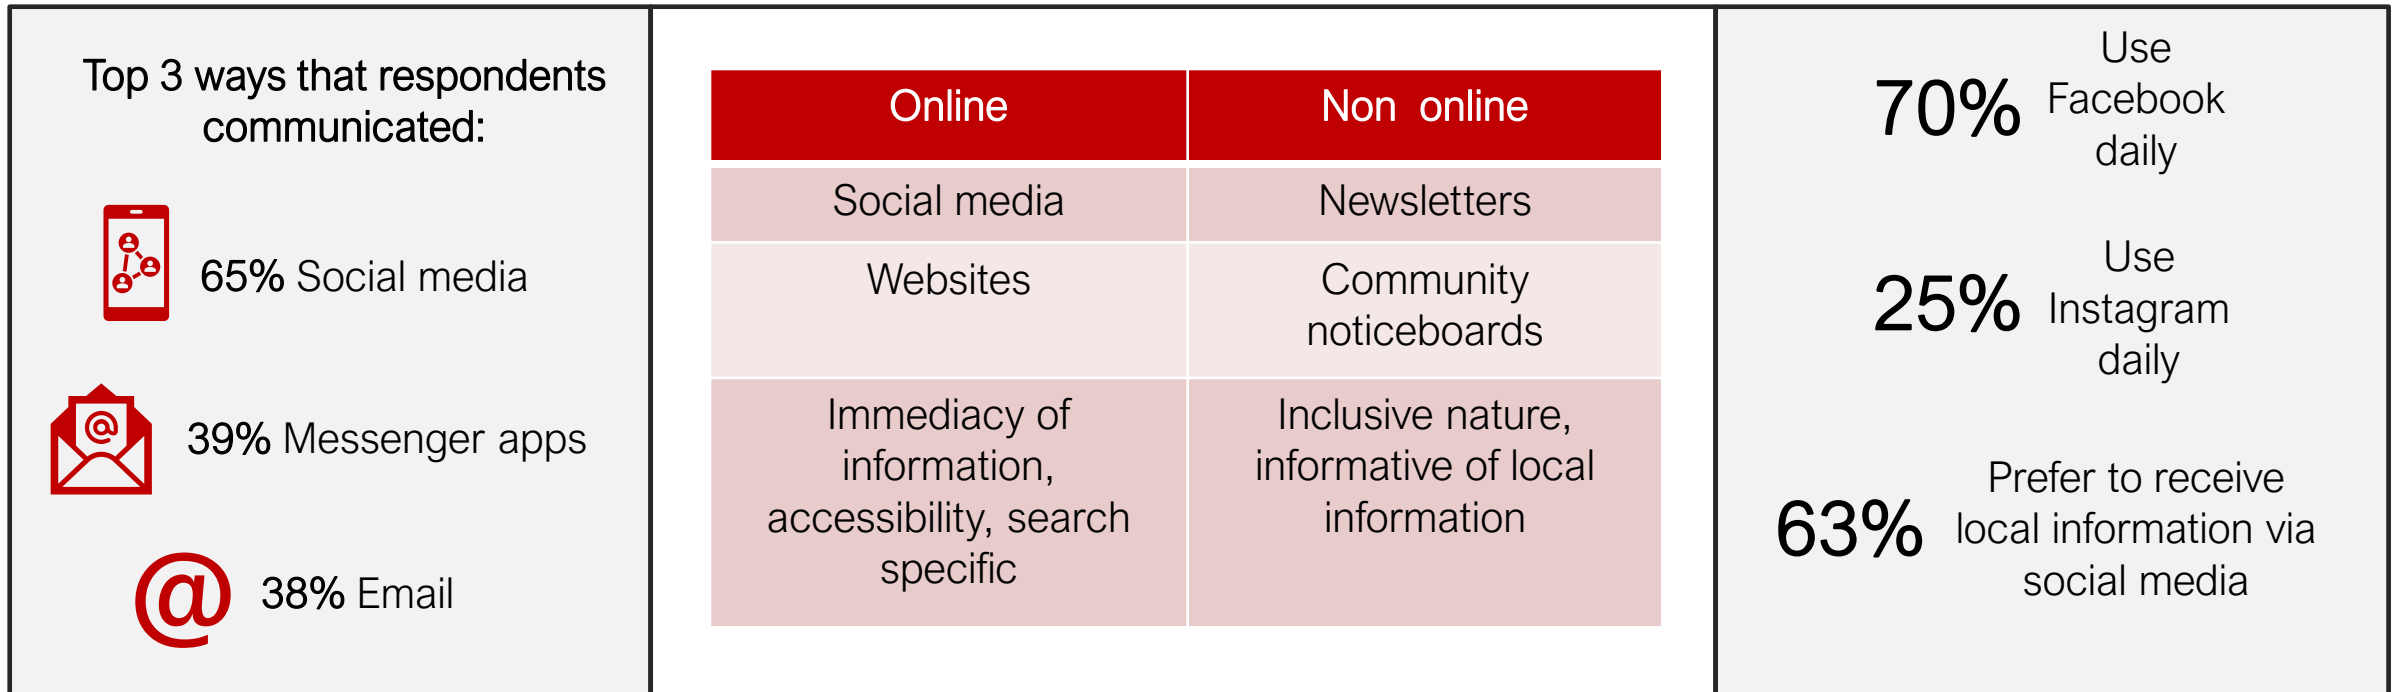 Top 3 ways that respondents
communicated:
65% Social media
@
39% Messenger apps
@
38% Email
Online
Non online
Social media
Newsletters
Websites
Community
noticeboards
Immediacy of
information,
accessibility, search
specific
Inclusive nature,
informative of local
information
70%
Use
Facebook
daily
25%
Use
Instagram
daily
63%
Prefer to receive
local information via
social media